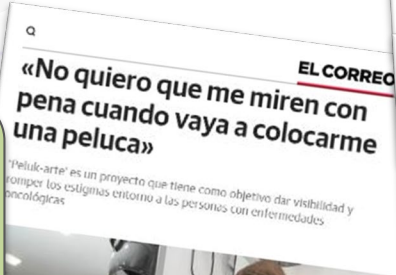 EL CORREO
«No quiero que me miren con
pena cuando vaya a colocarme
una peluca»
'Peluk-arte' es un proyecto que tiene como objetivo dar visibilidad y
romper los estigmas entorno a las personas con enfermedades
oncológicas